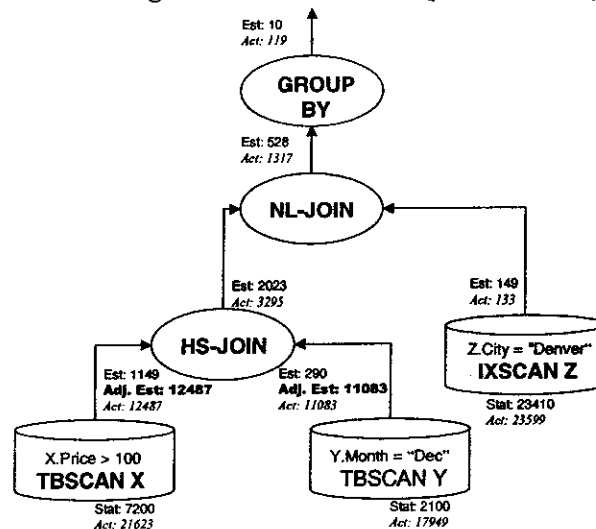 Est: 10
Act: 119
GROUP
BY
Est: 528
Act: 1317
NL-JOIN
Est: 2023
Act: 3295
Est: 149
Act: 133
HS-JOIN
Z.City = "Denver"
IXSCAN Z
Est: 1149
Adj. Est: 12487
Act: 12487
Est: 290
Adj. Est: 11083
Act: 11083
Stat: 23410
Act: 23599
X.Price > 100
TBSCAN X
Y.Month = "Dec"
TBSCAN Y
Stat: 7200
Act: 21623
Stat: 2100
Act: 17949